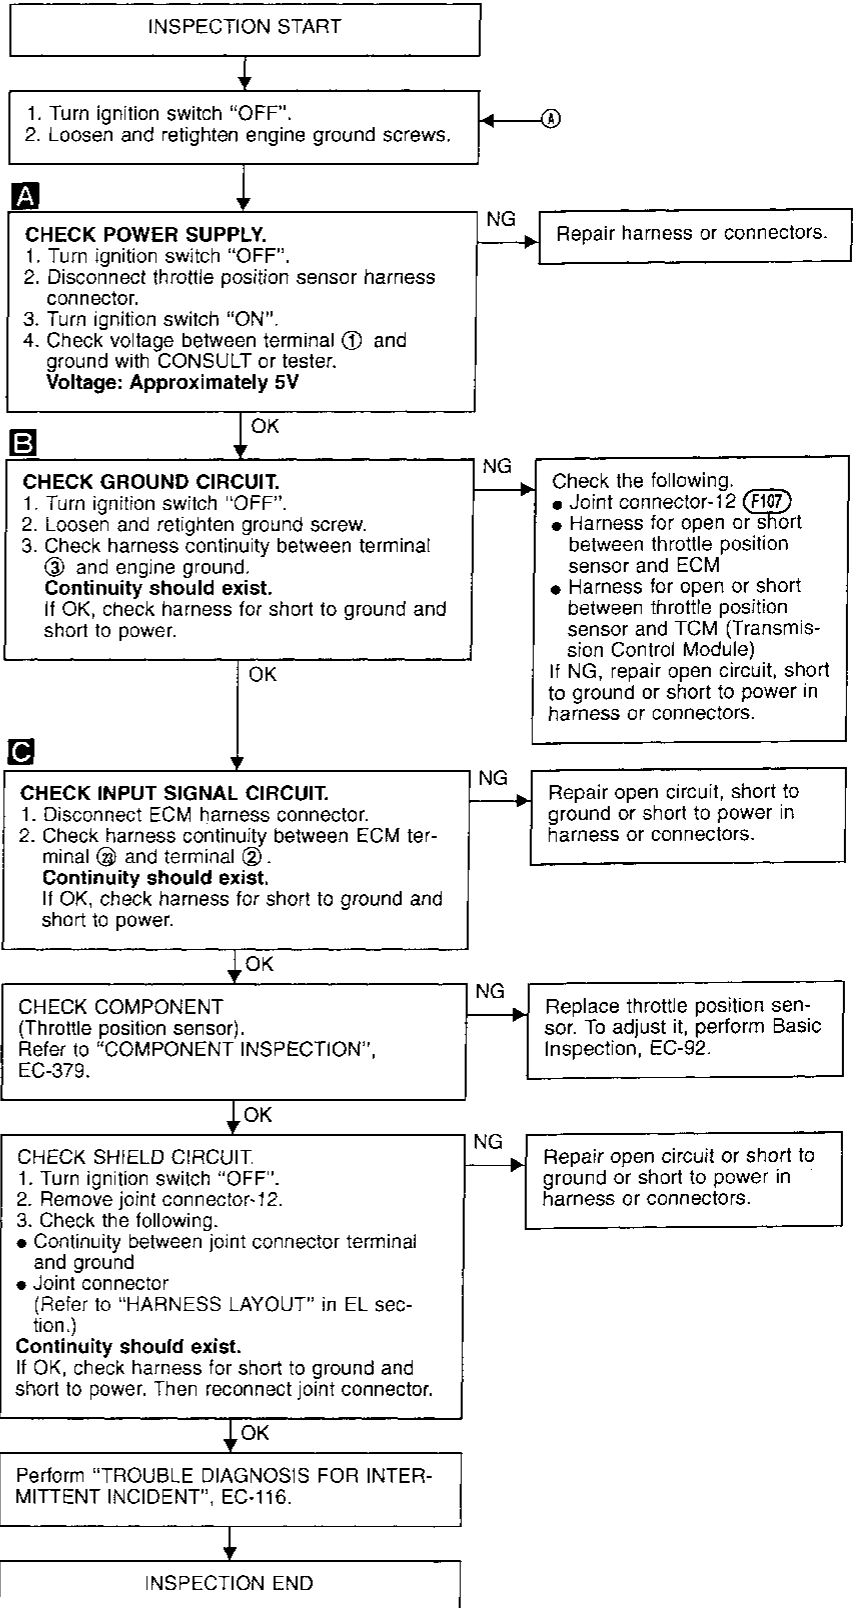 INSPECTION START
1. Turn ignition switch “OFF”.
2. Loosen and retighten engine ground screws.
Ⓐ
A
CHECK POWER SUPPLY.
1. Turn ignition switch “OFF”.
2. Disconnect throttle position sensor harness
connector.
3. Turn ignition switch “ON”.
4. Check voltage between terminal ① and
ground with CONSULT or tester.
Voltage: Approximately 5V
NG
Repair harness or connectors.
OK
B
CHECK GROUND CIRCUIT.
1. Turn ignition switch “OFF”.
2. Loosen and retighten ground screw.
3. Check harness continuity between terminal
③ and engine ground.
Continuity should exist.
If OK, check harness for short to ground and
short to power.
NG
Check the following.
● Joint connector-12 F107
● Harness for open or short
between throttle position
sensor and ECM
● Harness for open or short
between throttle position
sensor and TCM (Transmis-
sion Control Module)
If NG, repair open circuit, short
to ground or short to power in
harness or connectors.
OK
C
CHECK INPUT SIGNAL CIRCUIT.
1. Disconnect ECM harness connector.
2. Check harness continuity between ECM ter-
minal ㉓ and terminal ②.
Continuity should exist.
If OK, check harness for short to ground and
short to power.
NG
Repair open circuit, short to
ground or short to power in
harness or connectors.
OK
CHECK COMPONENT
(Throttle position sensor).
Refer to “COMPONENT INSPECTION”,
EC-379.
NG
Replace throttle position sen-
sor. To adjust it, perform Basic
Inspection, EC-92.
OK
CHECK SHIELD CIRCUIT.
1. Turn ignition switch “OFF”.
2. Remove joint connector-12.
3. Check the following.
● Continuity between joint connector terminal
and ground
● Joint connector
(Refer to “HARNESS LAYOUT” in EL sec-
tion.)
Continuity should exist.
If OK, check harness for short to ground and
short to power. Then reconnect joint connector.
NG
Repair open circuit or short to
ground or short to power in
harness or connectors.
OK
Perform “TROUBLE DIAGNOSIS FOR INTER-
MITTENT INCIDENT”, EC-116.
INSPECTION END